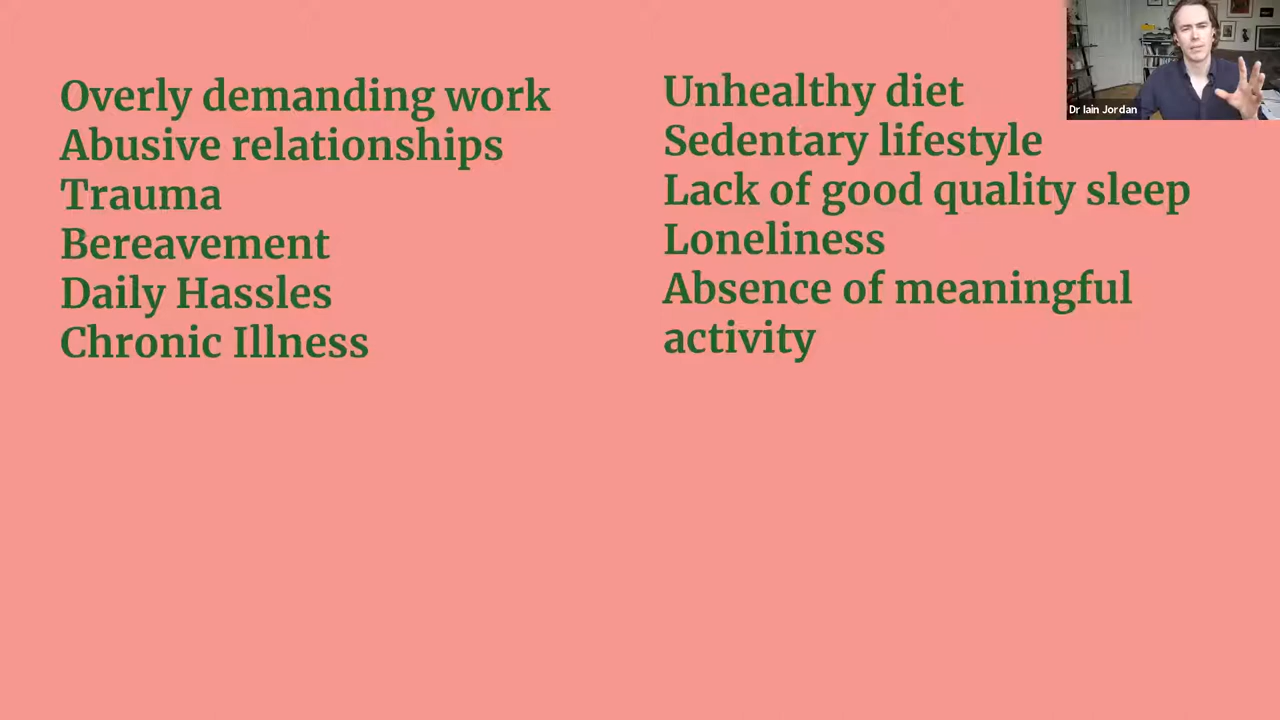 Overly demanding work
Abusive relationships
Trauma
Bereavement
Daily Hassles
Chronic Illness
Unhealthy diet
Sedentary lifestyle
Lack of good quality sleep
Loneliness
Absence of meaningful
activity
Dr Iain Jordan